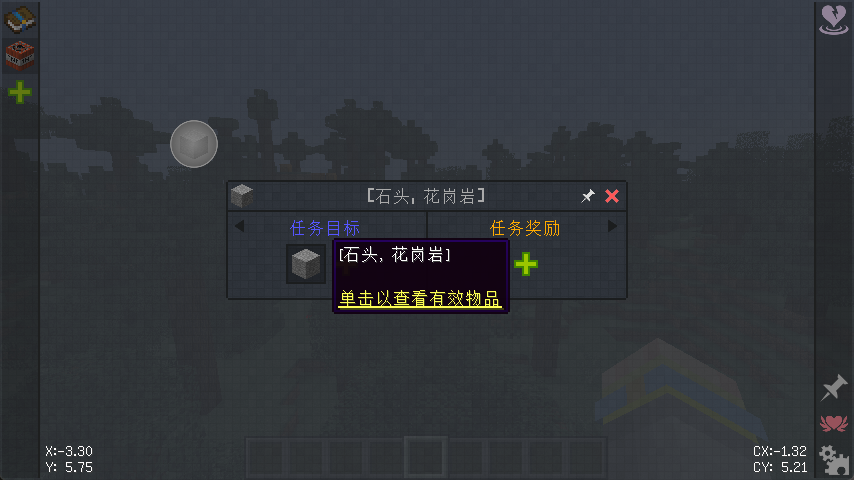 [石头, 花岗岩]
任务目标
任务奖励
[石头, 花岗岩]
单击以查看有效物品
X:-3.30
Y: 5.75
CX:-1.32
CY: 5.21